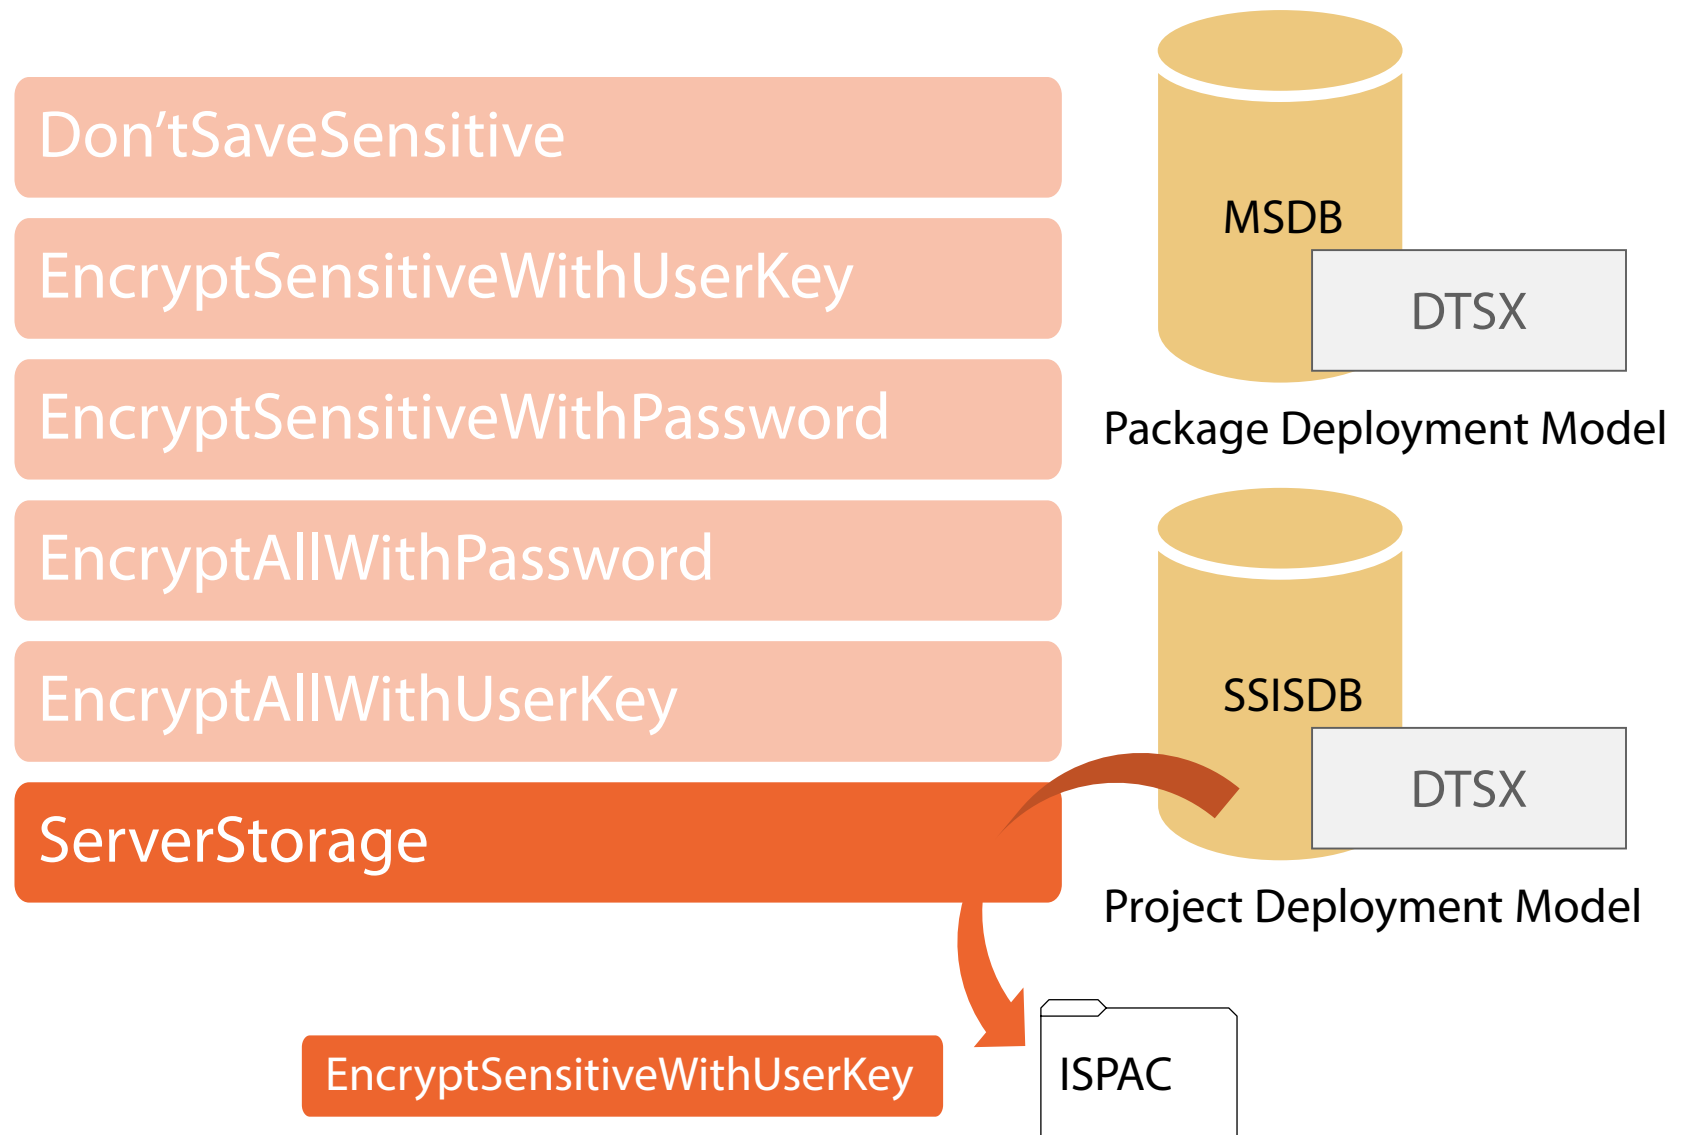 Don’tSaveSensitive
EncryptSensitiveWithUserKey
EncryptSensitiveWithPassword
EncryptAllWithPassword
EncryptAllWithUserKey
ServerStorage
EncryptSensitiveWithUserKey
MSDB
DTSX
Package Deployment Model
SSISDB
DTSX
Project Deployment Model
ISPAC